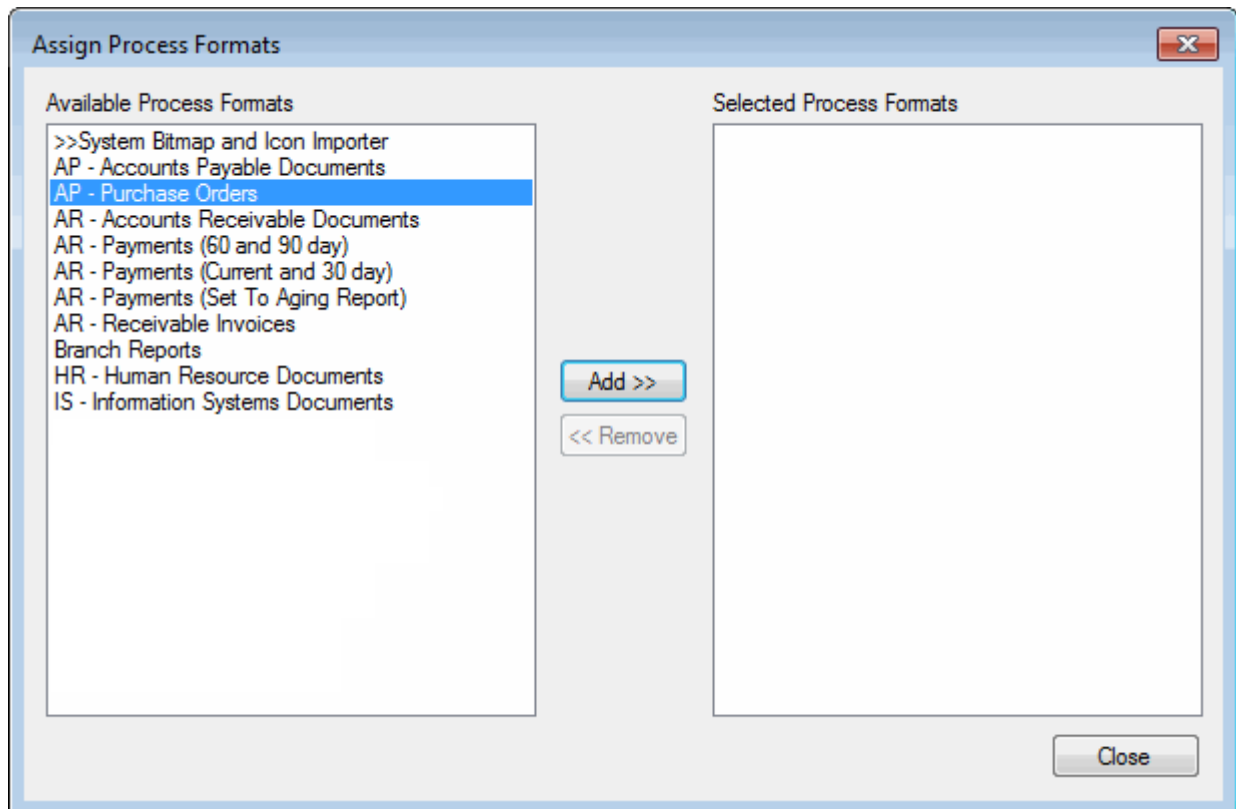 Assign Process Formats
Available Process Formats
Selected Process Formats
>>System Bitmap and Icon Importer
AP - Accounts Payable Documents
AP - Purchase Orders
AR - Accounts Receivable Documents
AR - Payments (60 and 90 day)
AR - Payments (Current and 30 day)
AR - Payments (Set To Aging Report)
AR - Receivable Invoices
Branch Reports
HR - Human Resource Documents
IS - Information Systems Documents
Add >>
<< Remove
Close